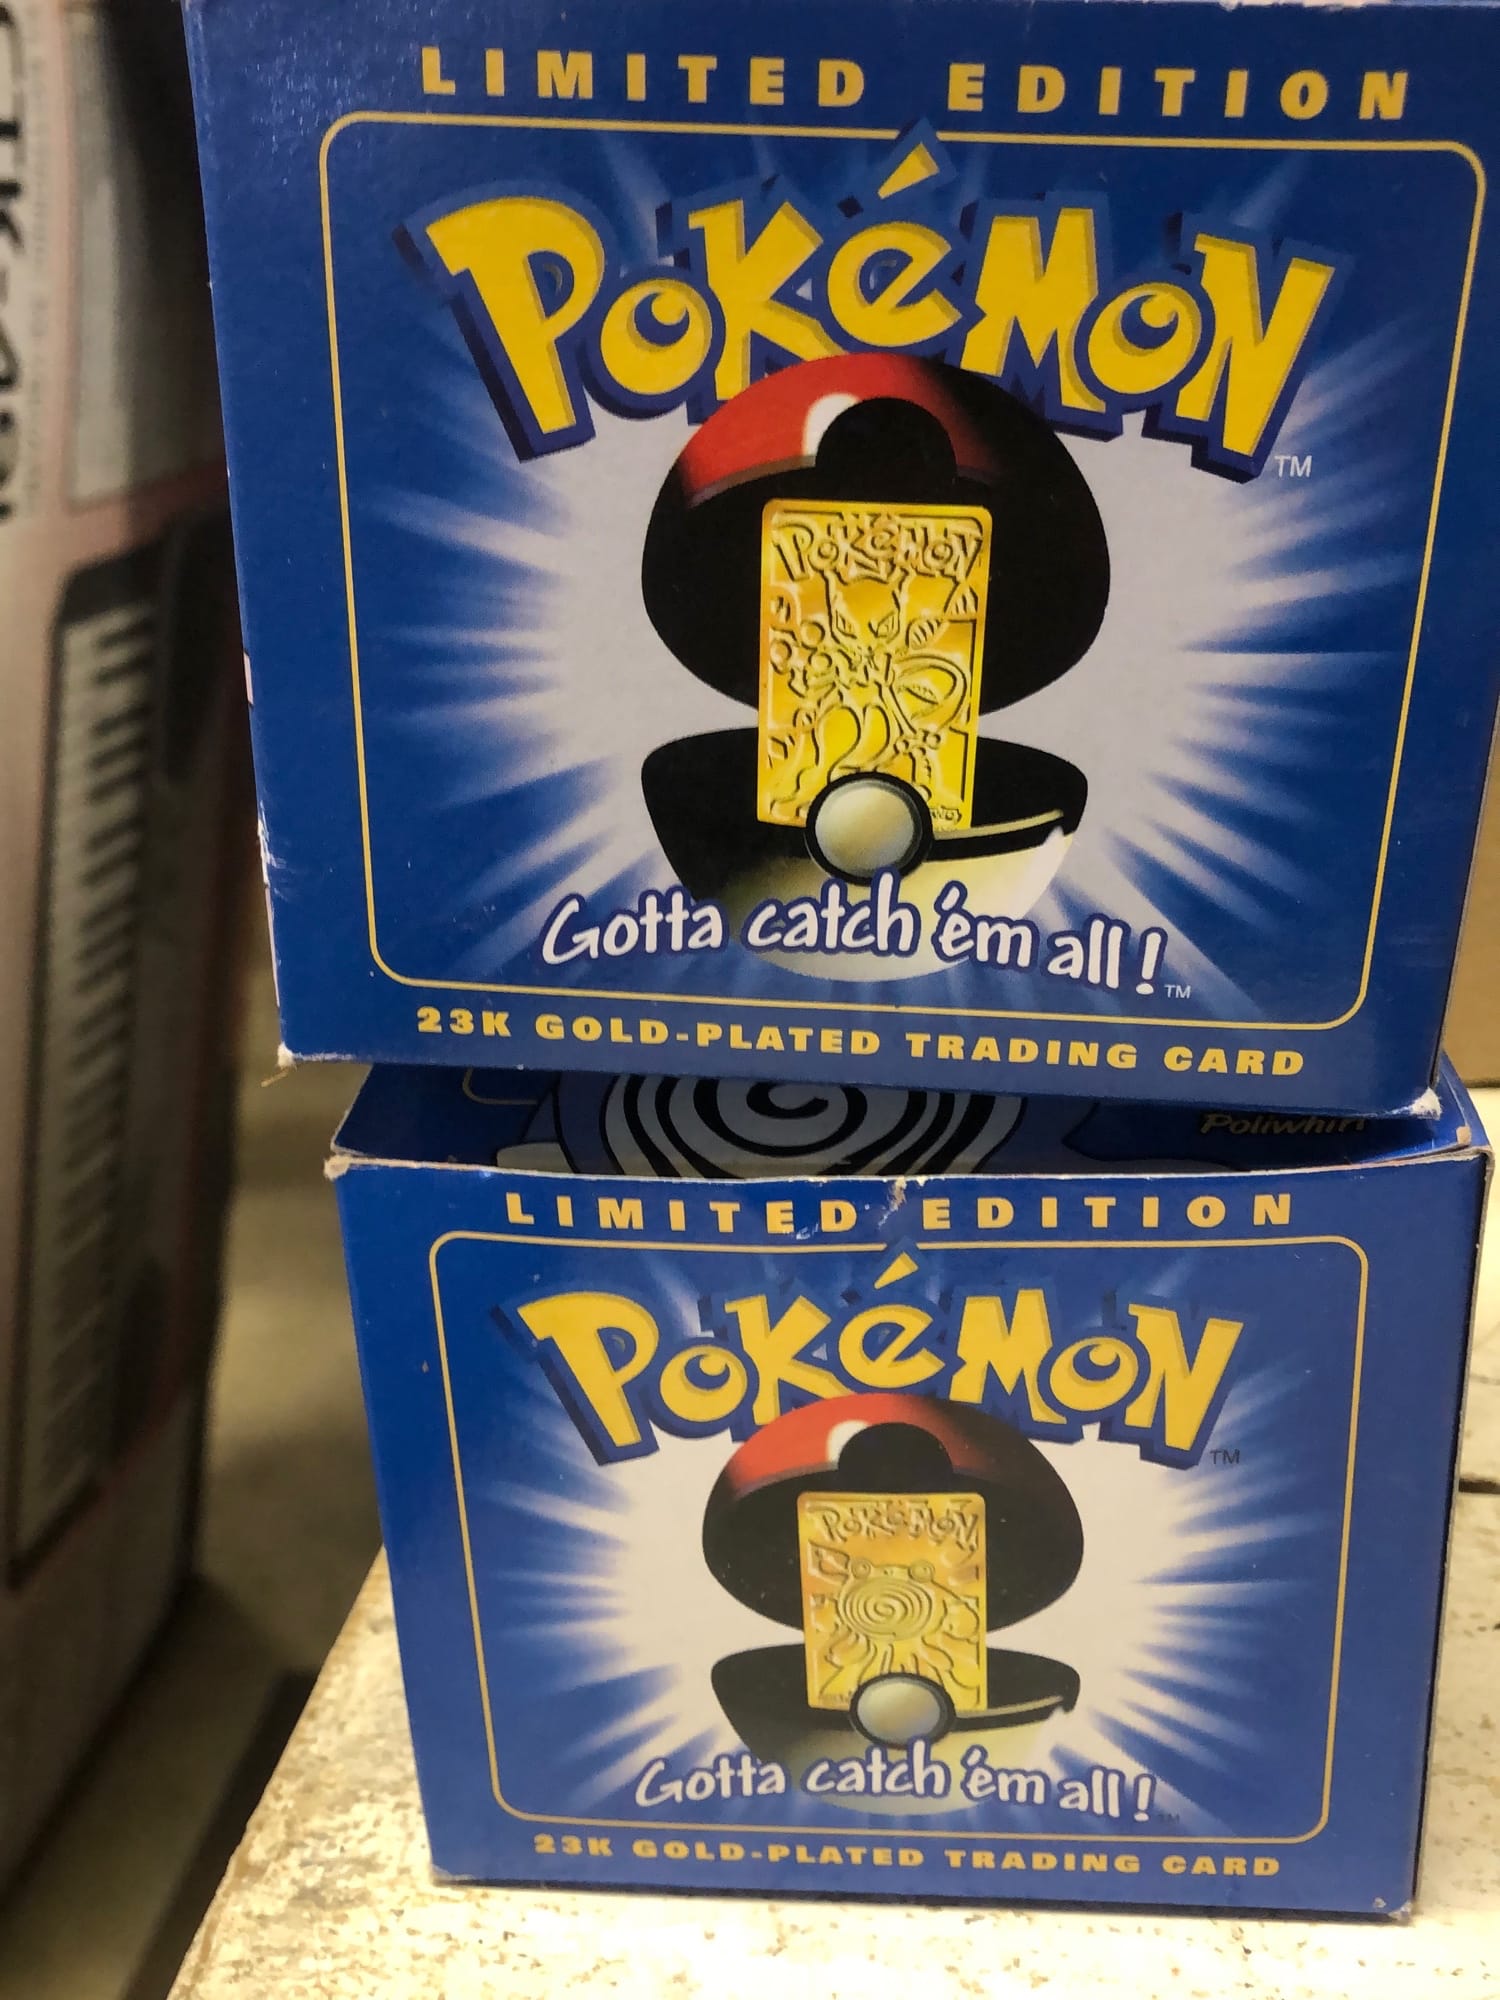 LIMITED EDITION
POKéMON
TM
POKéMON
Gotta catch 'em all!
TM
23K GOLD-PLATED TRADING CARD
Poliwhirl
LIMITED EDITION
POKéMON
TM
POKéMON
Gotta catch 'em all!
TM
23K GOLD-PLATED TRADING CARD